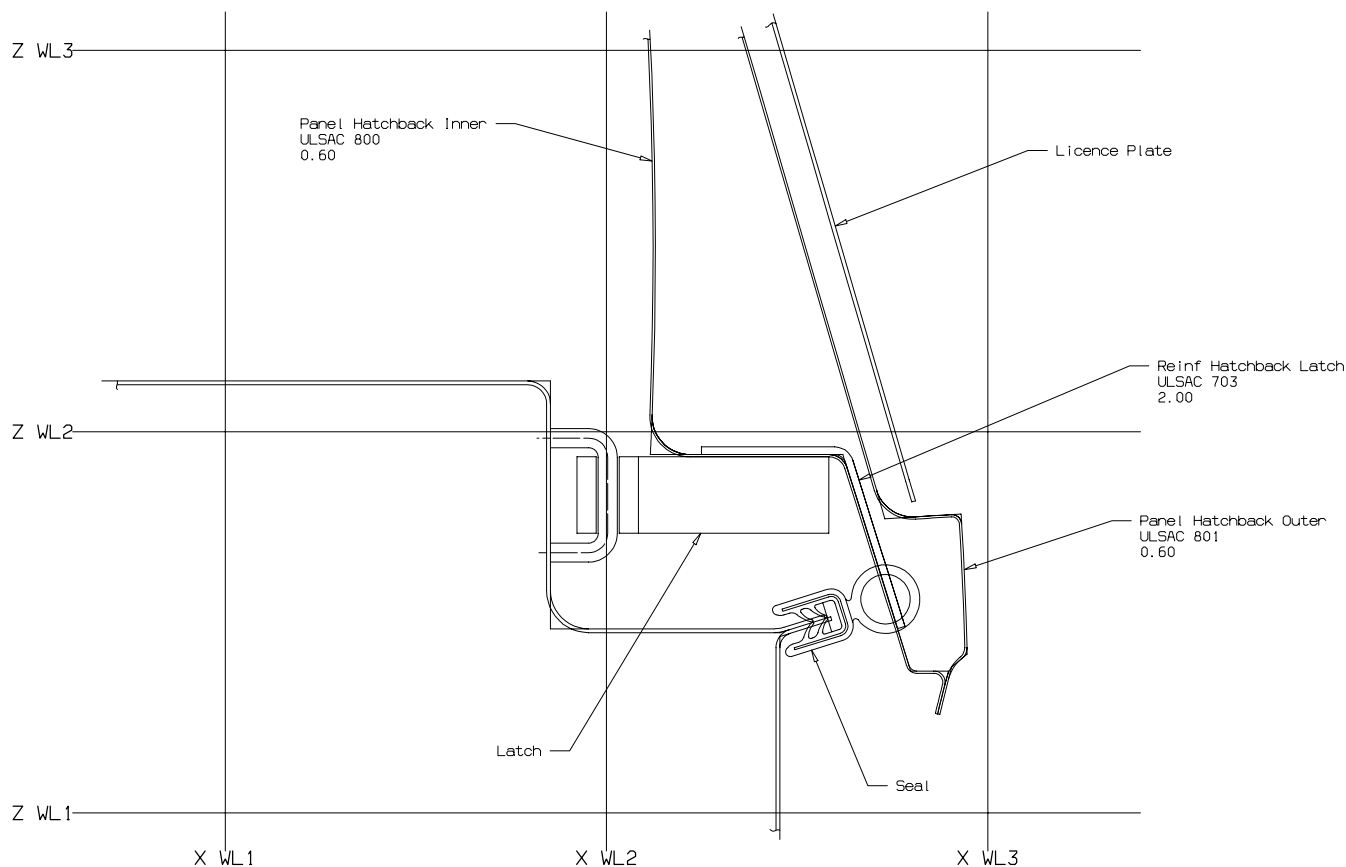 Z WL3
Panel Hatchback Inner
ULSAC 800
0.60
Licence Plate
Reinf Hatchback Latch
ULSAC 703
2.00
Z WL2
Panel Hatchback Outer
ULSAC 801
0.60
Latch
Seal
Z WL1
X WL1
X WL2
X WL3